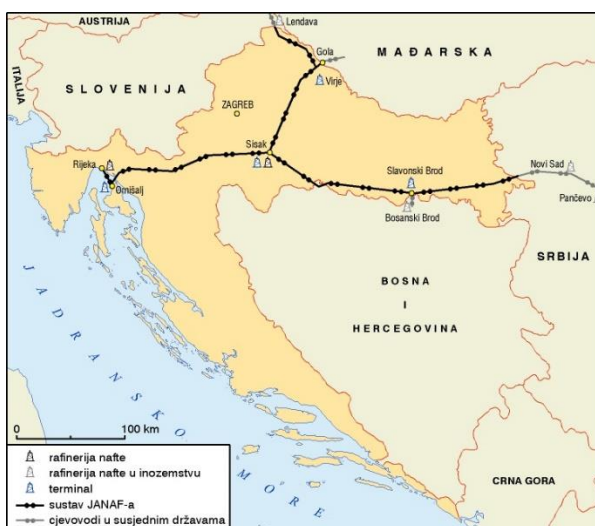 AUSTRIJA
Lendava
MAĐARSKA
Gola
ITALIJA
SLOVENIJA
Virje
ZAGREB
Sisak
Rijeka
Omišalj
Slavonski Brod
Novi Sad
Pančevo
Bosanski Brod
SRBIJA
BOSNA
I
HERCEGOVINA
JADRANSKO MORE
0 100 km
CRNA GORA
rafinerija nafte
rafinerija nafte u inozemstvu
terminal
sustav JANAF-a
cjevovodi u susjednim državama